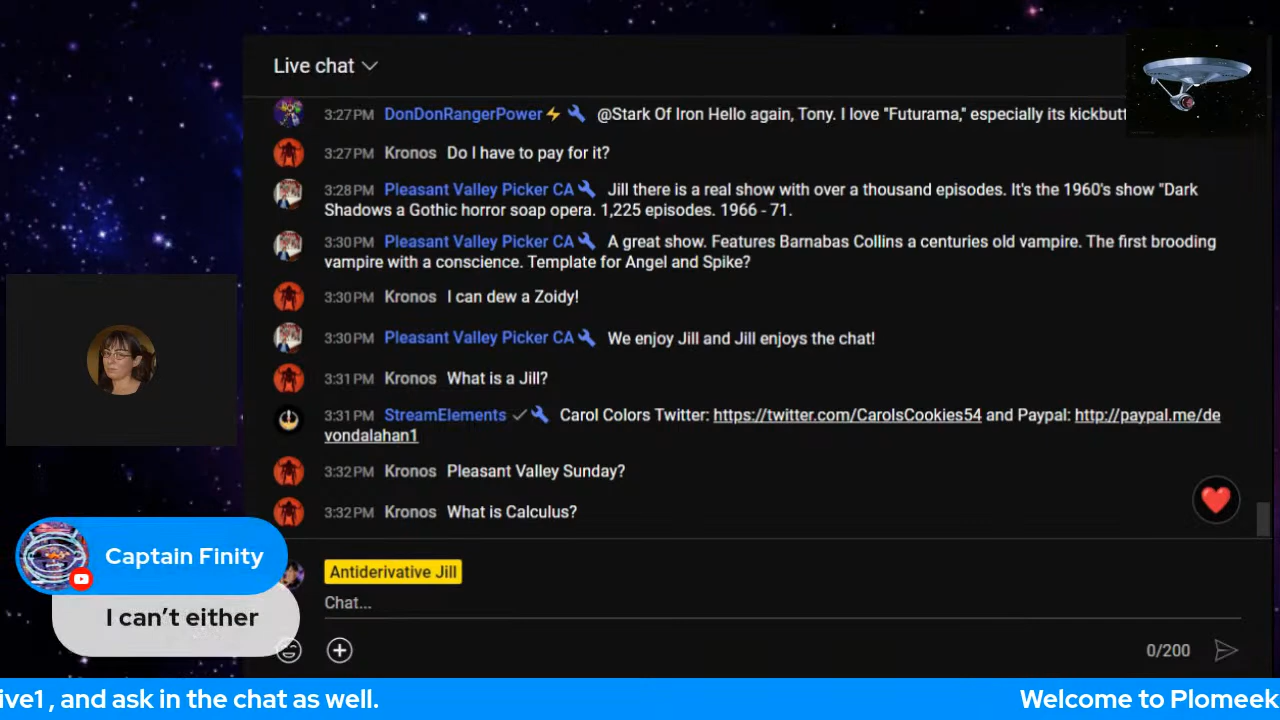 Live chat
3:27 PM DonDonRangerPower⚡ @Stark Of Iron Hello again, Tony. I love "Futurama," especially its kickbutt
3:27 PM Kronos Do I have to pay for it?
3:28 PM Pleasant Valley Picker CA Jill there is a real show with over a thousand episodes. It's the 1960's show "Dark
Shadows a Gothic horror soap opera. 1,225 episodes. 1966 - 71.
3:30 PM Pleasant Valley Picker CA A great show. Features Barnabas Collins a centuries old vampire. The first brooding
vampire with a conscience. Template for Angel and Spike?
3:30 PM Kronos I can dew a Zoidy!
3:30 PM Pleasant Valley Picker CA We enjoy Jill and Jill enjoys the chat!
3:31 PM Kronos What is a Jill?
3:31 PM StreamElements Carol Colors Twitter: https://twitter.com/CarolsCookies54 and Paypal: http://paypal.me/de
vondalahan1
3:32 PM Kronos Pleasant Valley Sunday?
3:32 PM Kronos What is Calculus?
Captain Finity
I can't either
Antiderivative Jill
Chat...
0/200
ive1 , and ask in the chat as well.
Welcome to Plomeek